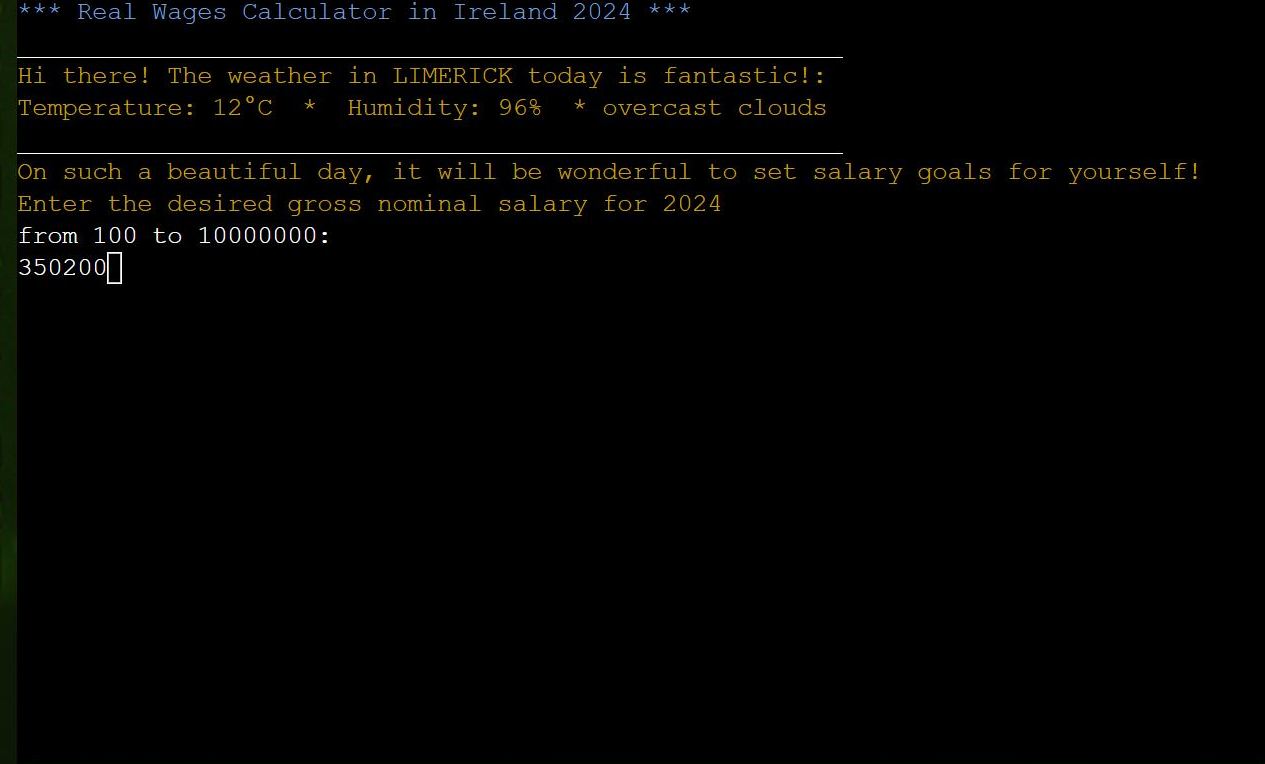 *** Real Wages Calculator in Ireland 2024 ***
Hi there! The weather in LIMERICK today is fantastic!:
Temperature: 12°C  *  Humidity: 96%  * overcast clouds
On such a beautiful day, it will be wonderful to set salary goals for yourself!
Enter the desired gross nominal salary for 2024
from 100 to 10000000:
350200